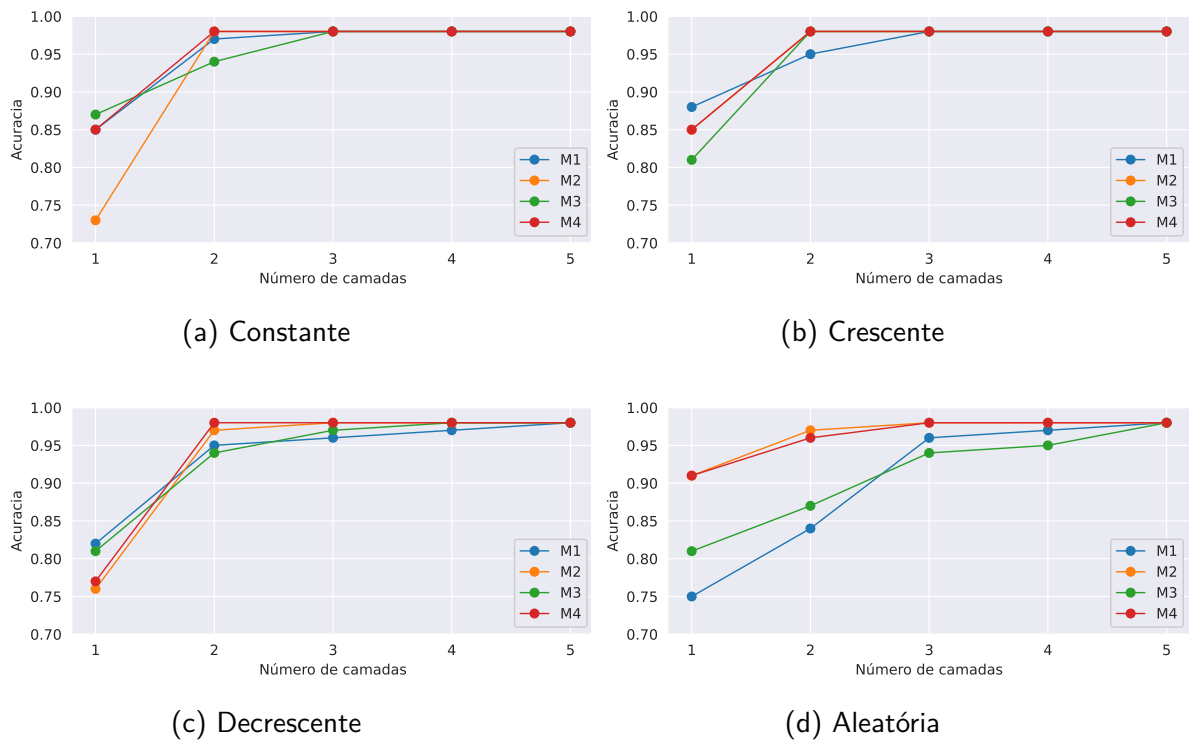 1.00
0.95
0.90
0.85
0.80
0.75
0.70
Acuracia
1 2 3 4 5
Número de camadas
M1
M2
M3
M4
(a) Constante
1.00
0.95
0.90
0.85
0.80
0.75
0.70
Acuracia
1 2 3 4 5
Número de camadas
M1
M2
M3
M4
(b) Crescente
1.00
0.95
0.90
0.85
0.80
0.75
0.70
Acuracia
1 2 3 4 5
Número de camadas
M1
M2
M3
M4
(c) Decrescente
1.00
0.95
0.90
0.85
0.80
0.75
0.70
Acuracia
1 2 3 4 5
Número de camadas
M1
M2
M3
M4
(d) Aleatória